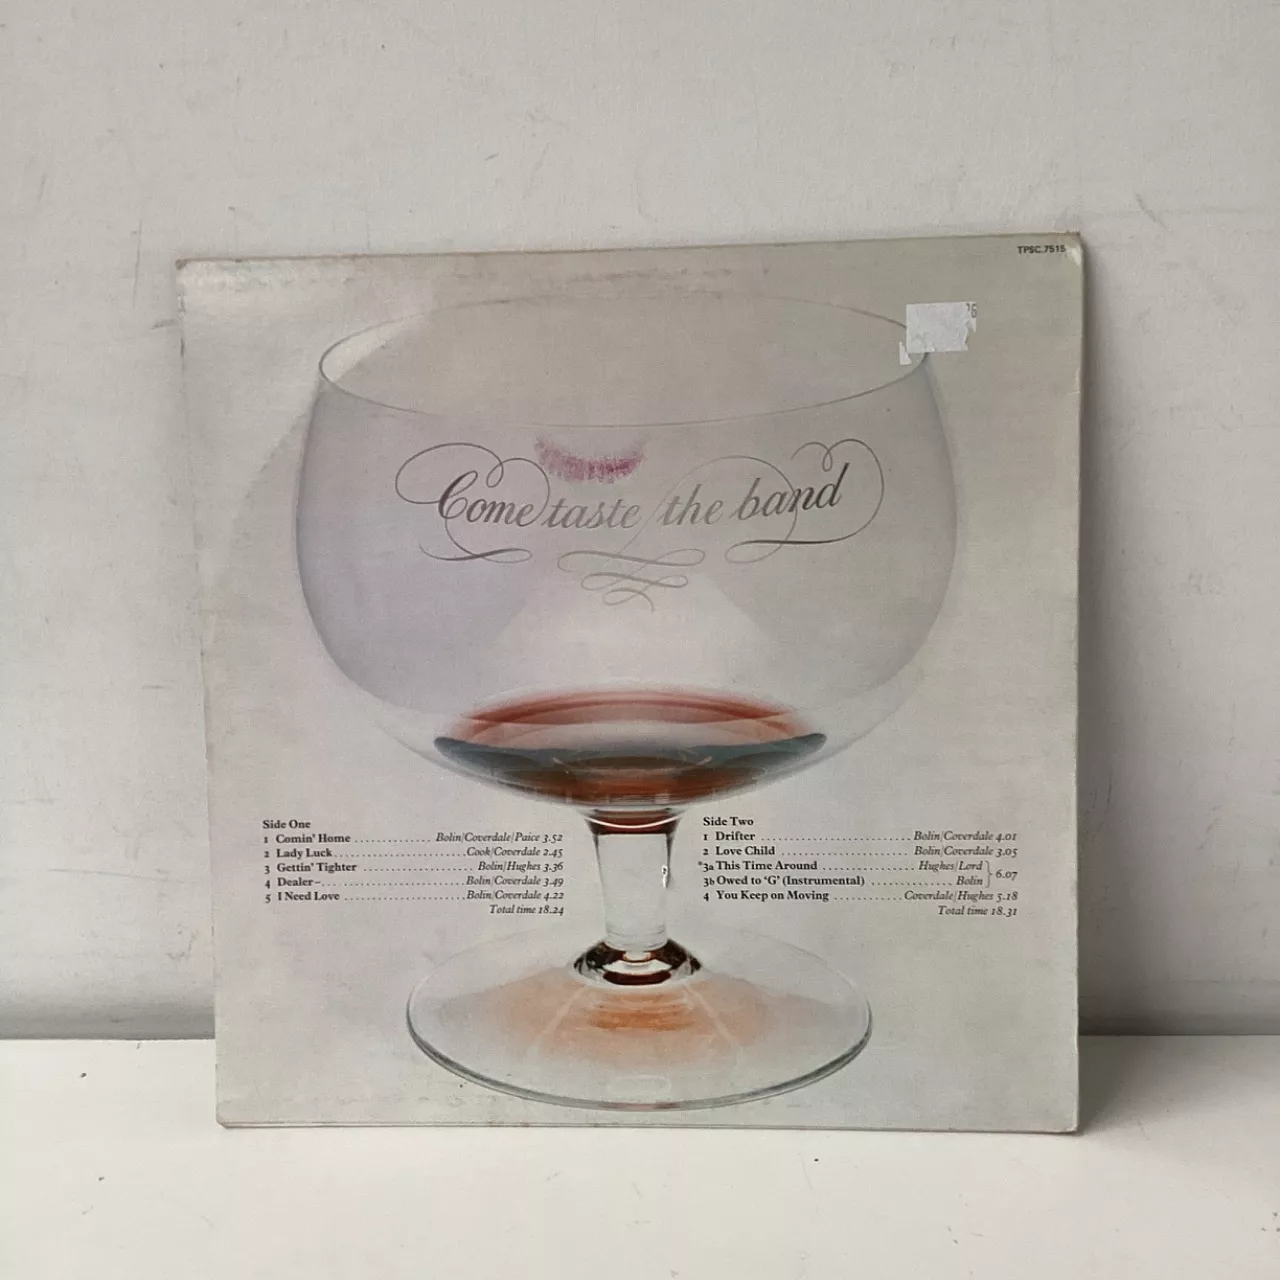 TPSC.7515
Come taste the band
Side One
1 Comin' Home .............. Bolin/Coverdale/Paice 3.52
2 Lady Luck........................Cook/Coverdale 2.45
3 Gettin' Tighter ..................... Bolin/Hughes 3.36
4 Dealer–..........................Bolin/Coverdale 3.49
5 I Need Love ......................Bolin/Coverdale 4.22
Total time 18.24
Side Two
1 Drifter ...........................Bolin/Coverdale 4.01
2 Love Child .......................Bolin/Coverdale 3.05
*3a This Time Around ................. Hughes/Lord } 6.07
3b Owed to 'G' (Instrumental) .............. Bolin
4 You Keep on Moving ............Coverdale/Hughes 5.18
Total time 18.31